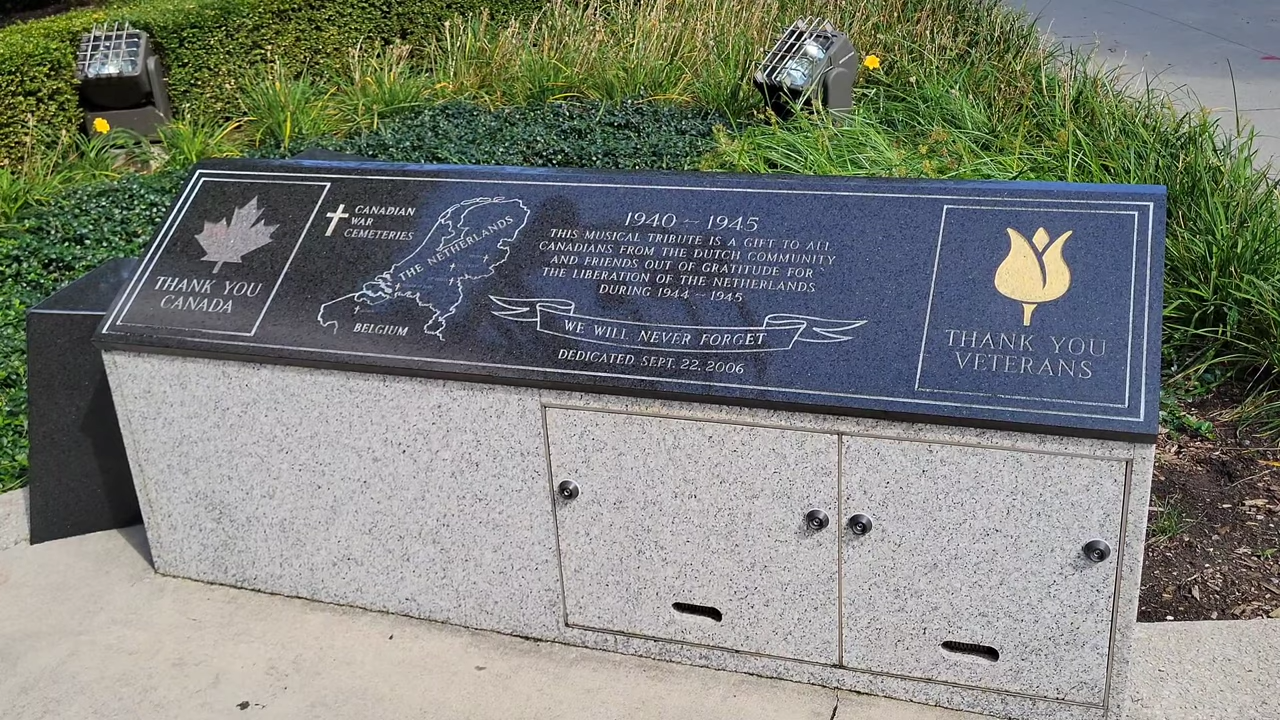 THANK YOU
CANADA
CANADIAN
WAR
CEMETERIES
THE NETHERLANDS
BELGIUM
1940 – 1945
THIS MUSICAL TRIBUTE IS A GIFT TO ALL
CANADIANS FROM THE DUTCH COMMUNITY
AND FRIENDS OUT OF GRATITUDE FOR
THE LIBERATION OF THE NETHERLANDS
DURING 1944 – 1945
WE WILL NEVER FORGET
DEDICATED SEPT. 22, 2006
THANK YOU
VETERANS